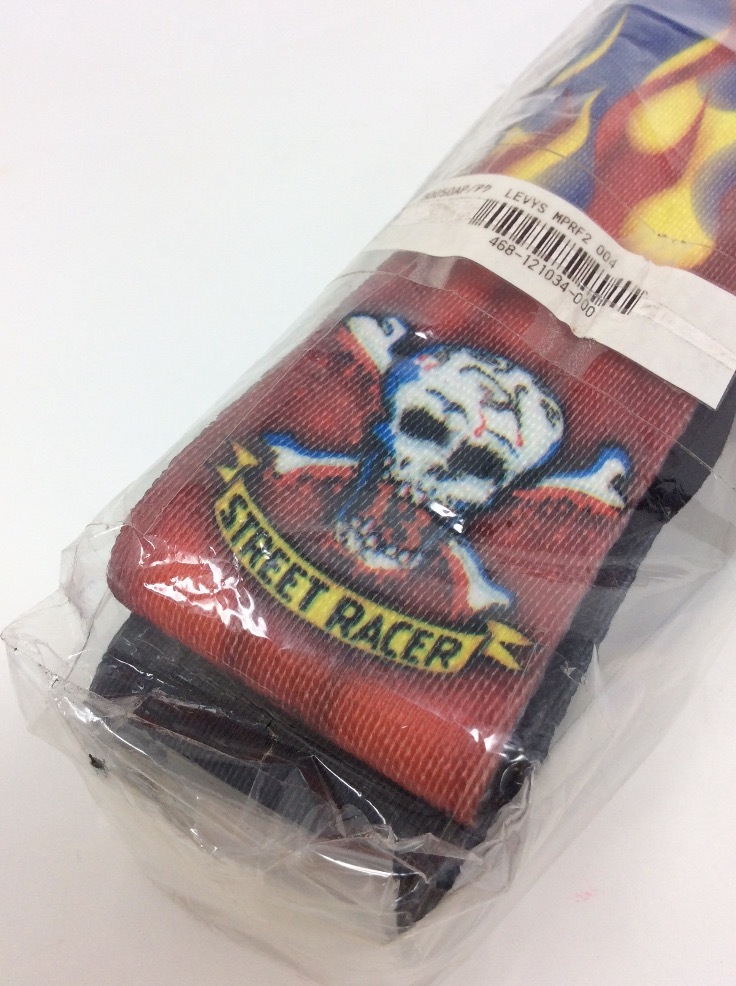 LEVYS MPRF2 004
468-121034-000
STREET RACER